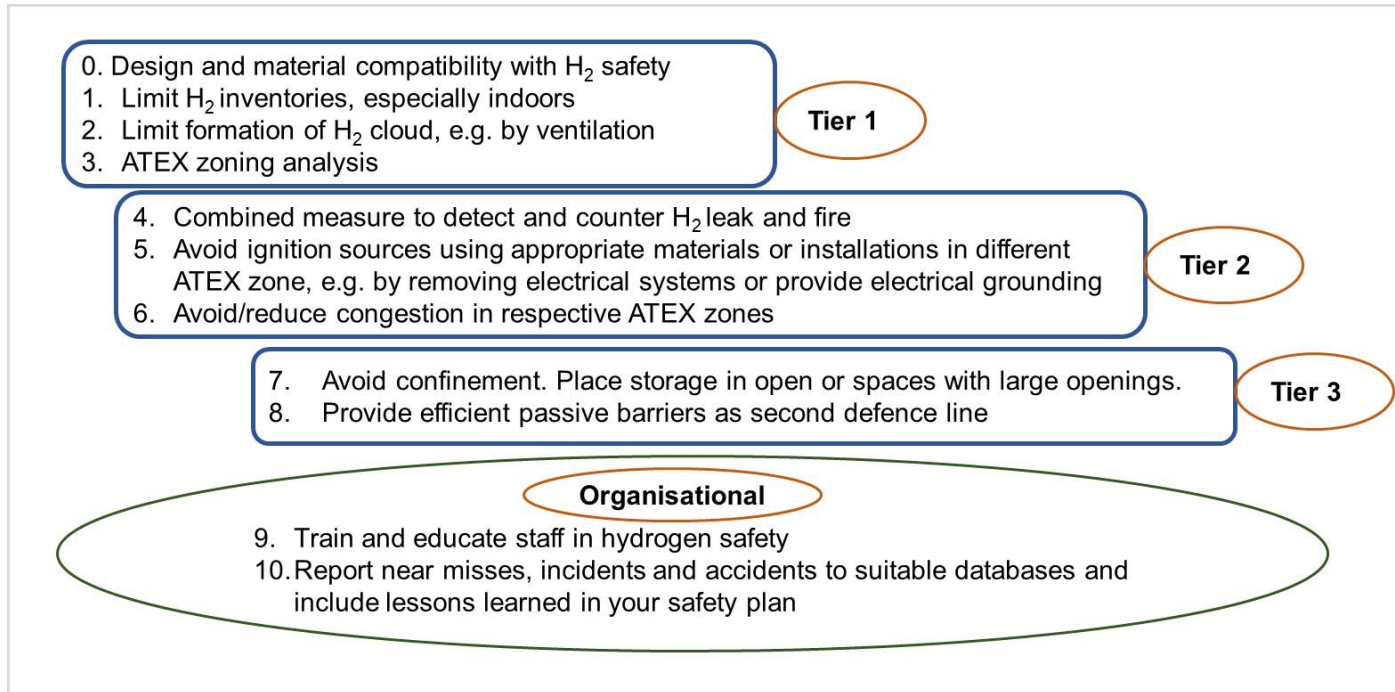 0. Design and material compatibility with H₂ safety
1. Limit H₂ inventories, especially indoors
2. Limit formation of H₂ cloud, e.g. by ventilation
3. ATEX zoning analysis
Tier 1
4. Combined measure to detect and counter H₂ leak and fire
5. Avoid ignition sources using appropriate materials or installations in different
ATEX zone, e.g. by removing electrical systems or provide electrical grounding
6. Avoid/reduce congestion in respective ATEX zones
Tier 2
7. Avoid confinement. Place storage in open or spaces with large openings.
8. Provide efficient passive barriers as second defence line
Tier 3
Organisational
9. Train and educate staff in hydrogen safety
10. Report near misses, incidents and accidents to suitable databases and
include lessons learned in your safety plan